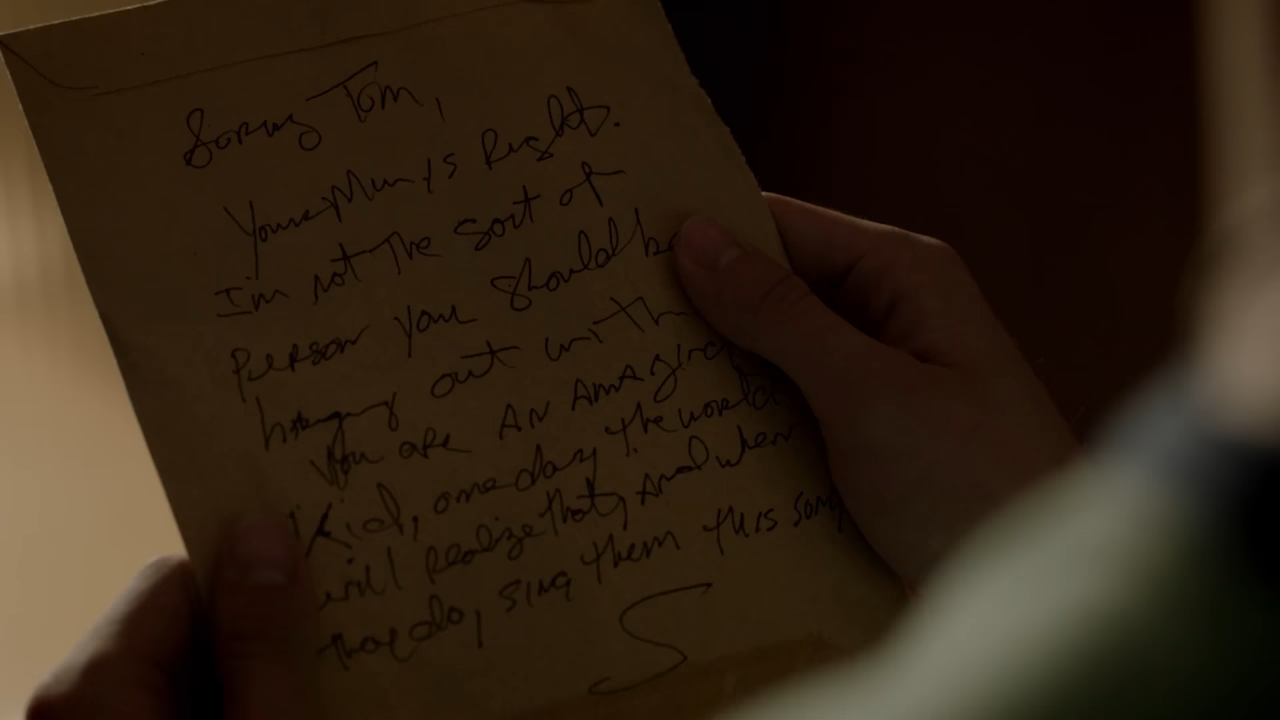 Sorry Tom,
Your Mum's Right.
I'm not The sort of
person you should be
hanging out with
You are AN AMAzing
Kid, one day the world
will realize that, And when
they do, sing them this song
S